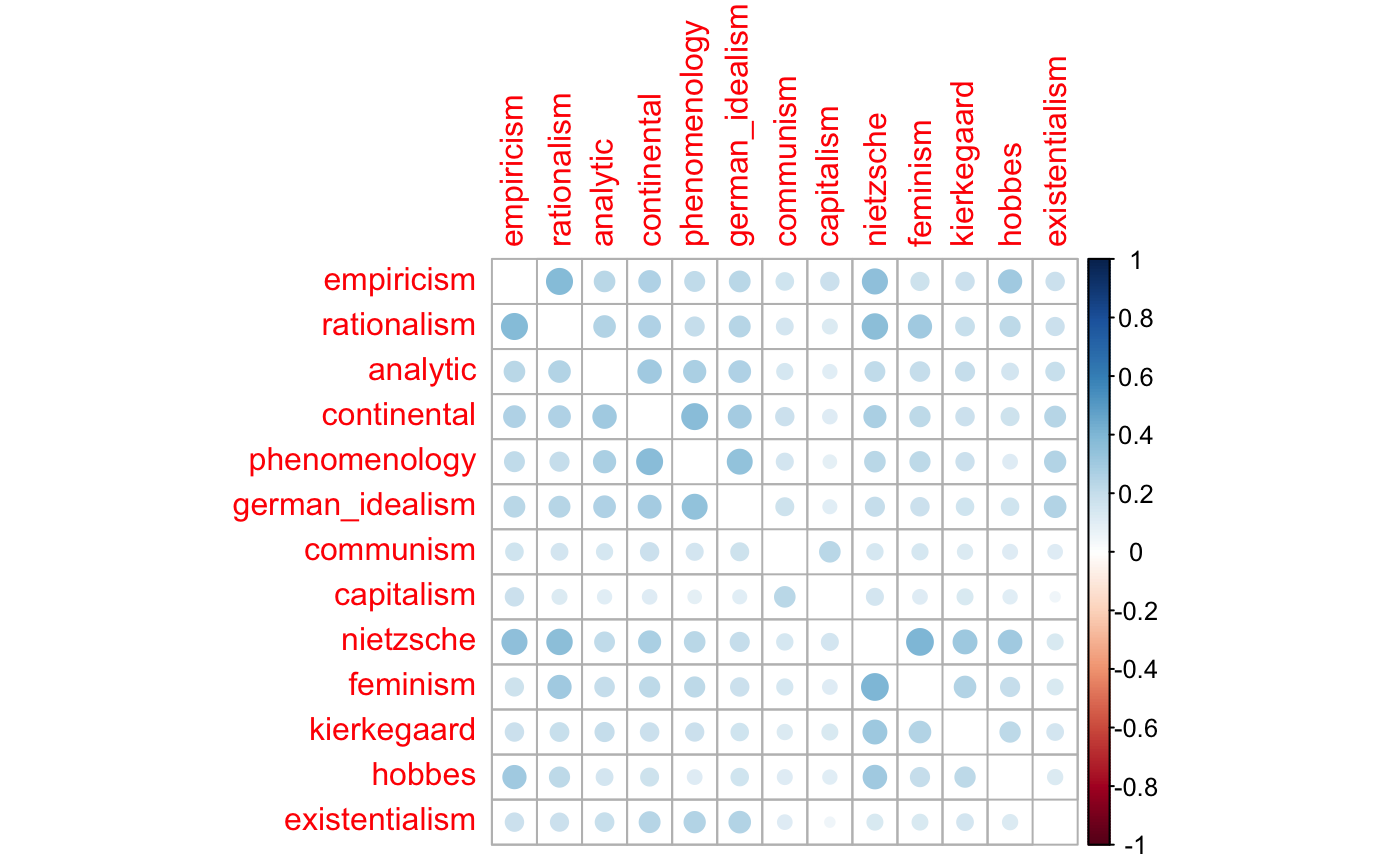 empiricism
rationalism
analytic
continental
phenomenology
german_idealism
communism
capitalism
nietzsche
feminism
kierkegaard
hobbes
existentialism
empiricism
rationalism
analytic
continental
phenomenology
german_idealism
communism
capitalism
nietzsche
feminism
kierkegaard
hobbes
existentialism
1
0.8
0.6
0.4
0.2
0
-0.2
-0.4
-0.6
-0.8
-1